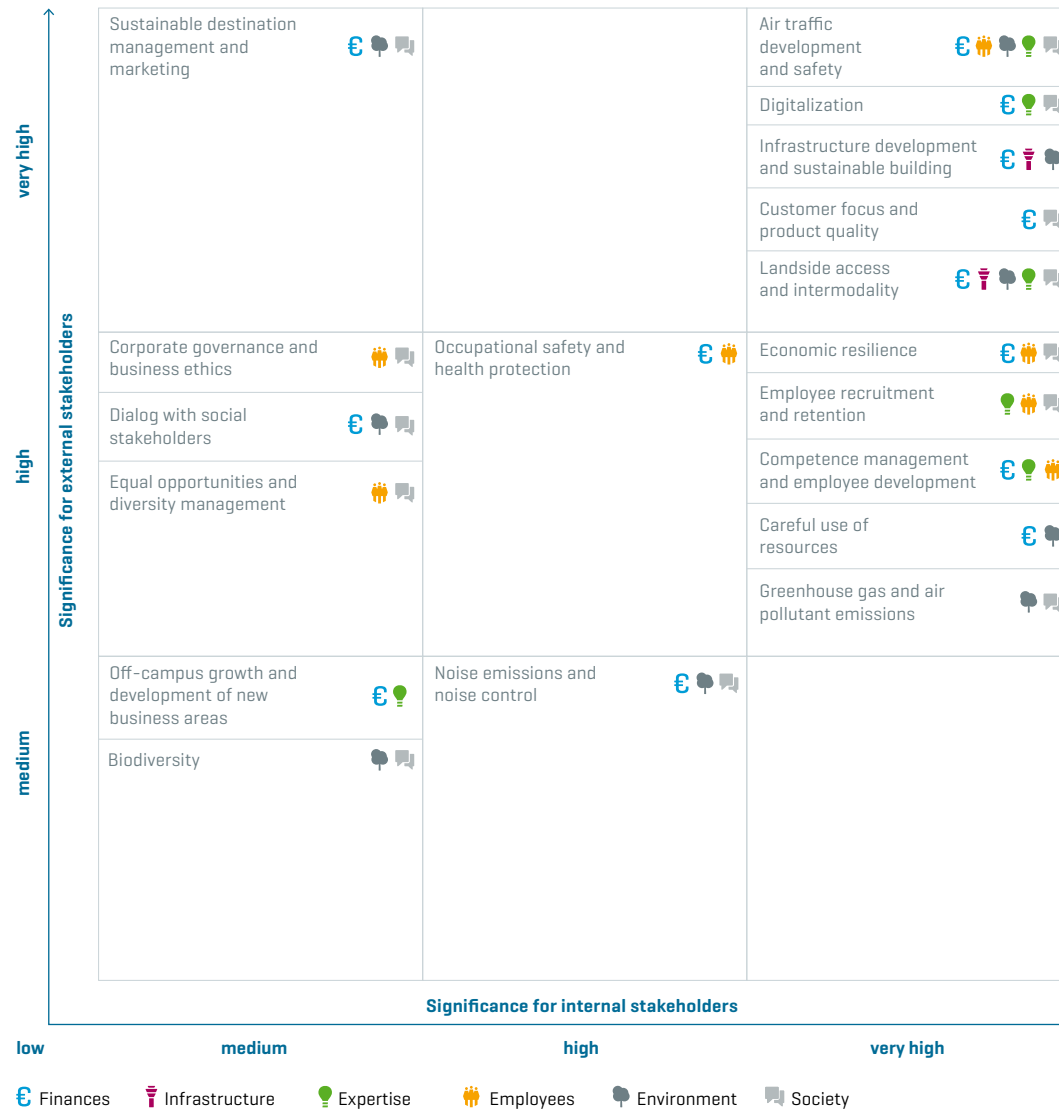 Sustainable destination
management and
marketing
€
Air traffic
development
and safety
€
Digitalization
€
Infrastructure development
and sustainable building
€
Customer focus and
product quality
€
Landside access
and intermodality
€
Corporate governance and
business ethics
Dialog with social
stakeholders
€
Equal opportunities and
diversity management
Occupational safety and
health protection
€
Economic resilience
€
Employee recruitment
and retention
Competence management
and employee development
€
Careful use of
resources
€
Greenhouse gas and air
pollutant emissions
Off-campus growth and
development of new
business areas
€
Biodiversity
Noise emissions and
noise control
€
very high
high
medium
Significance for external stakeholders
Significance for internal stakeholders
low medium high very high
€ Finances Infrastructure Expertise Employees Environment Society